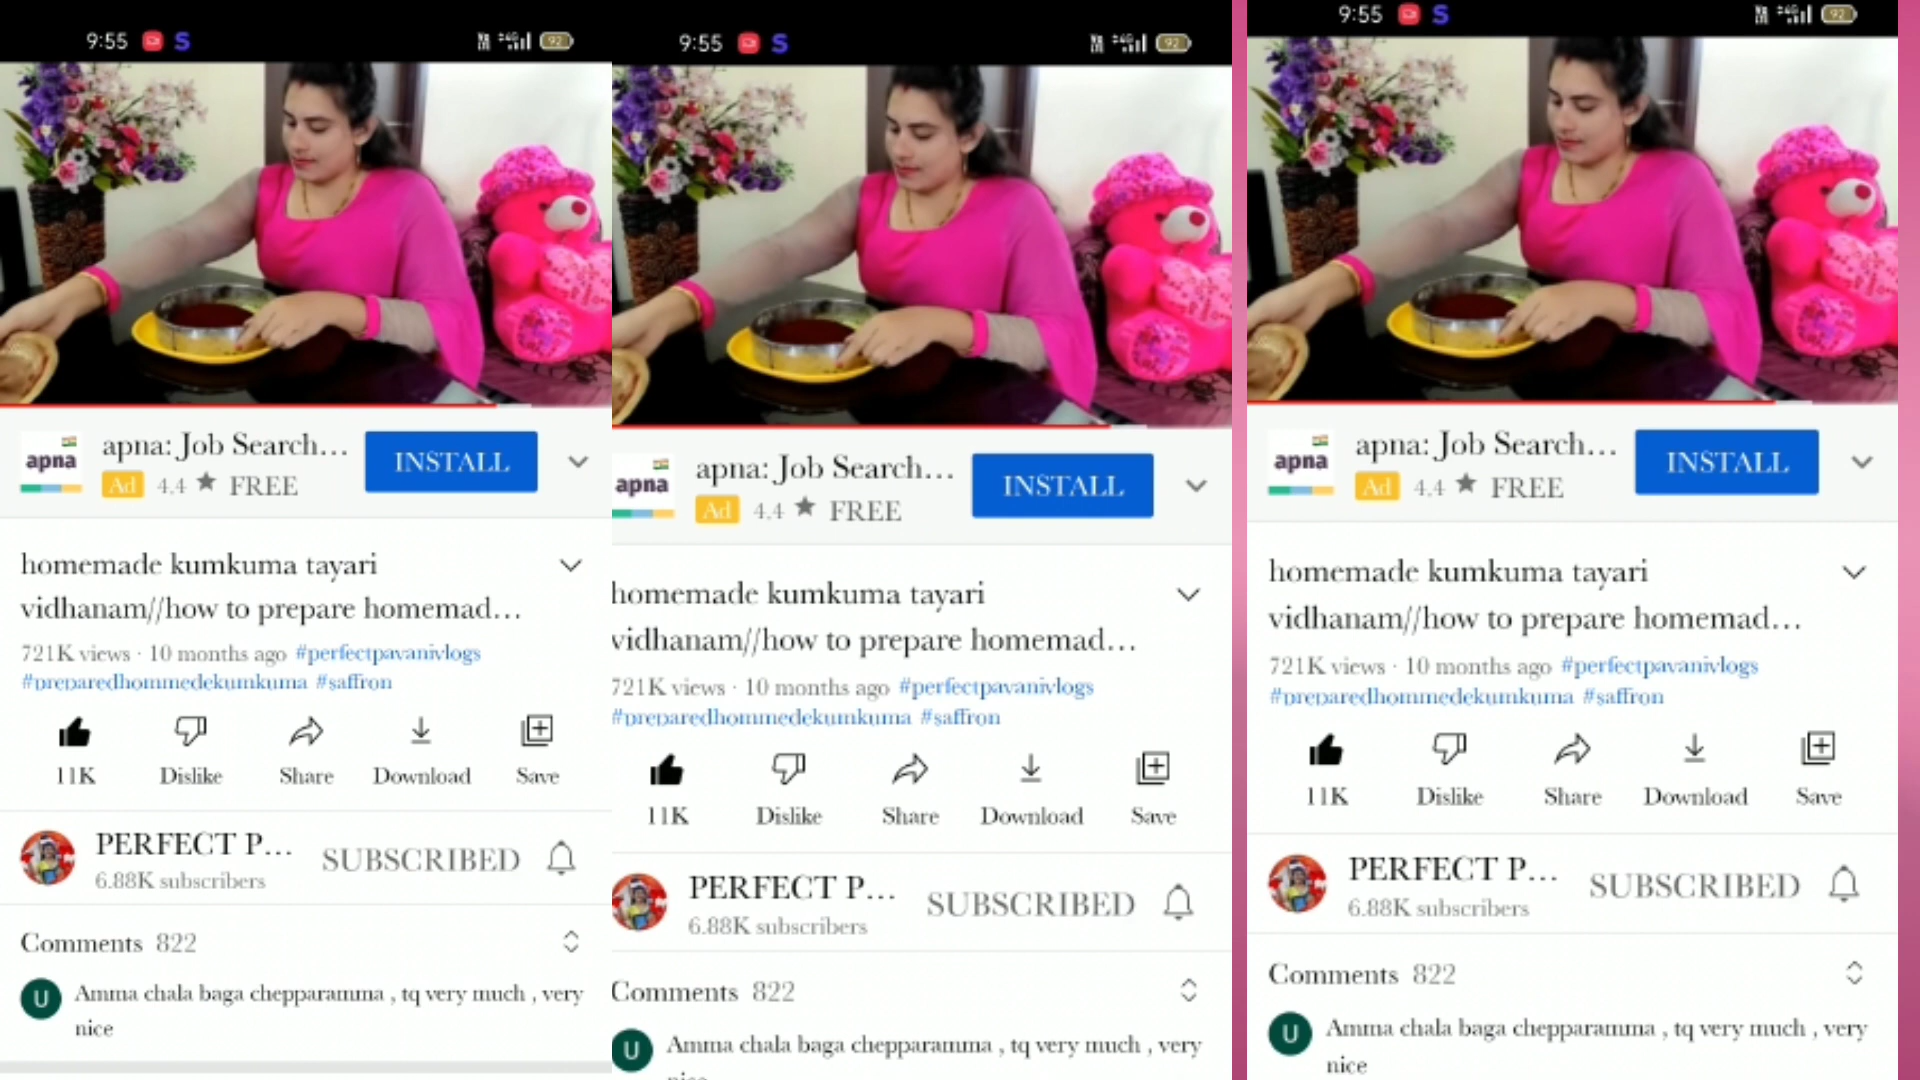 9:55 S 92
apna
apna: Job Search...
Ad 4.4 ★ FREE
INSTALL
homemade kumkuma tayari
vidhanam//how to prepare homemad...
721K views · 10 months ago #perfectpavanivlogs
#preparedhommedekumkuma #saffron
11K Dislike Share Download Save
PERFECT P...
6.88K subscribers
SUBSCRIBED
Comments 822
U
Amma chala baga chepparamma , tq very much , very
nice
9:55 S 92
apna
apna: Job Search...
Ad 4.4 ★ FREE
INSTALL
homemade kumkuma tayari
vidhanam//how to prepare homemad...
721K views · 10 months ago #perfectpavanivlogs
#preparedhommedekumkuma #saffron
11K Dislike Share Download Save
PERFECT P...
6.88K subscribers
SUBSCRIBED
Comments 822
U
Amma chala baga chepparamma , tq very much , very
9:55 S 92
apna
apna: Job Search...
Ad 4.4 ★ FREE
INSTALL
homemade kumkuma tayari
vidhanam//how to prepare homemad...
721K views · 10 months ago #perfectpavanivlogs
#preparedhommedekumkuma #saffron
11K Dislike Share Download Save
PERFECT P...
6.88K subscribers
SUBSCRIBED
Comments 822
U
Amma chala baga chepparamma , tq very much , very
nice